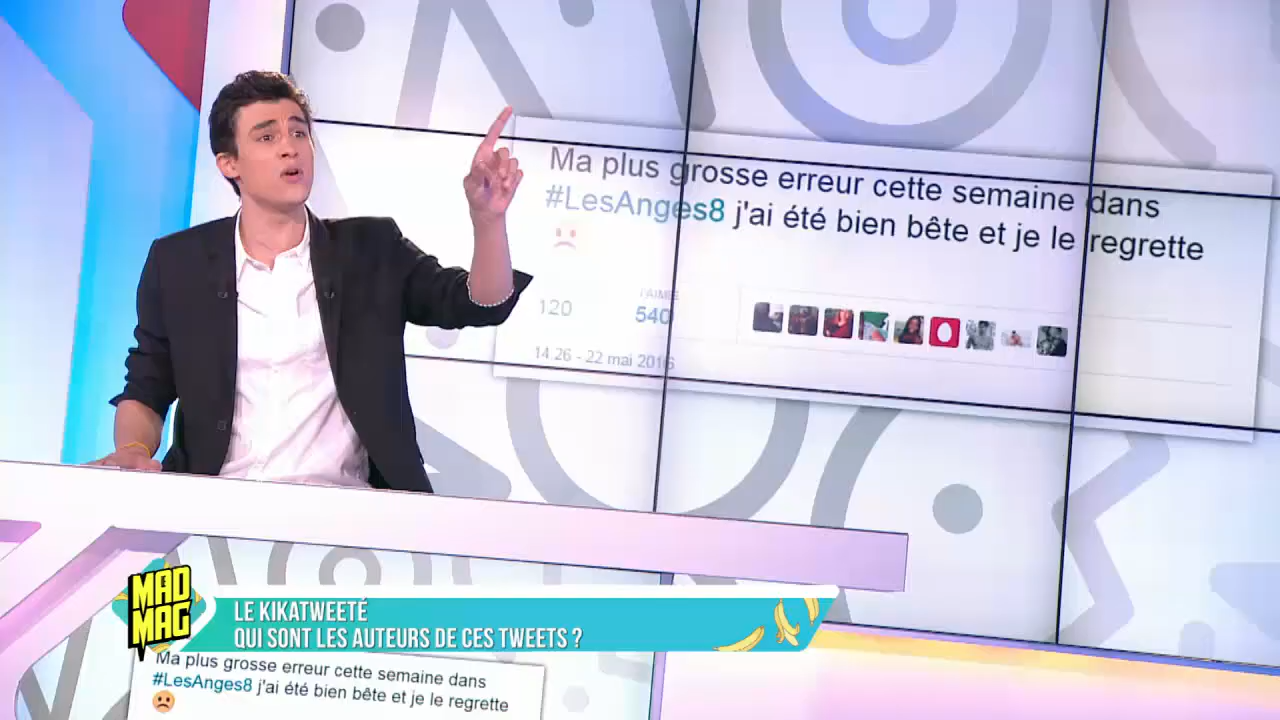 Ma plus grosse erreur cette semaine dans
#LesAnges8 j'ai été bien bête et je le regrette
J'AIME
120
540
14:26 - 22 mai 2016
MAD
MAG
LE KIKATWEETÉ
QUI SONT LES AUTEURS DE CES TWEETS ?
Ma plus grosse erreur cette semaine dans
#LesAnges8 j'ai été bien bête et je le regrette